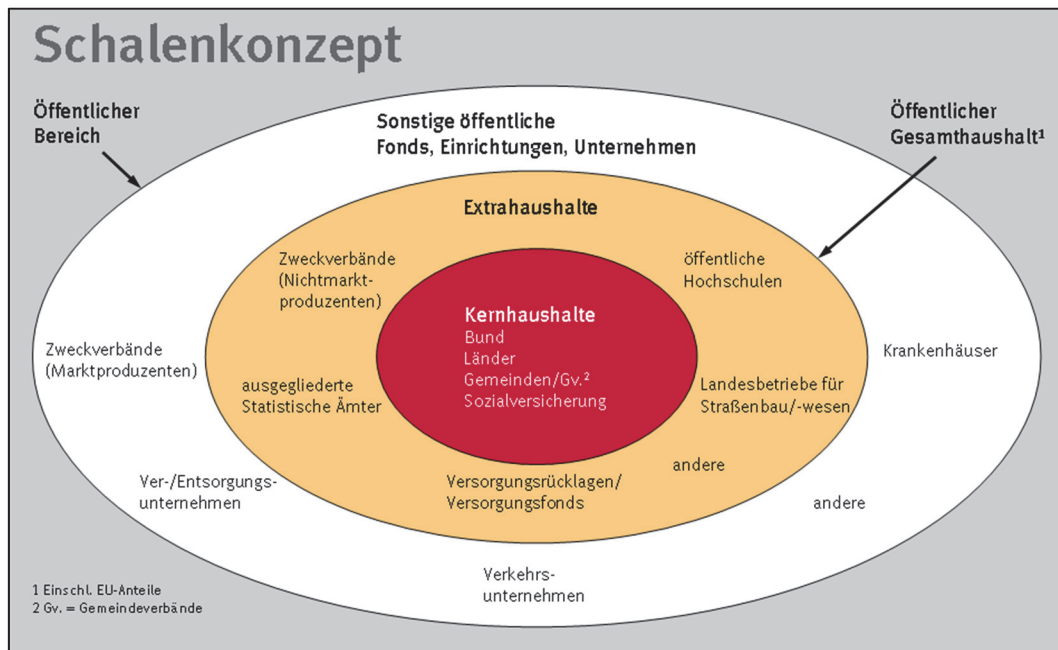 Schalenkonzept
Öffentlicher
Bereich
Öffentlicher
Gesamthaushalt¹
Sonstige öffentliche
Fonds, Einrichtungen, Unternehmen
Extrahaushalte
Zweckverbände
(Nichtmarkt-
produzenten)
öffentliche
Hochschulen
Kernhaushalte
Bund
Länder
Gemeinden/Gv.²
Sozialversicherung
Zweckverbände
(Marktproduzenten)
Krankenhäuser
ausgegliederte
Statistische Ämter
Landesbetriebe für
Straßenbau/-wesen
andere
Versorgungsrücklagen/
Versorgungsfonds
Ver-/Entsorgungs-
unternehmen
andere
Verkehrs-
unternehmen
1 Einschl. EU-Anteile
2 Gv. = Gemeindeverbände